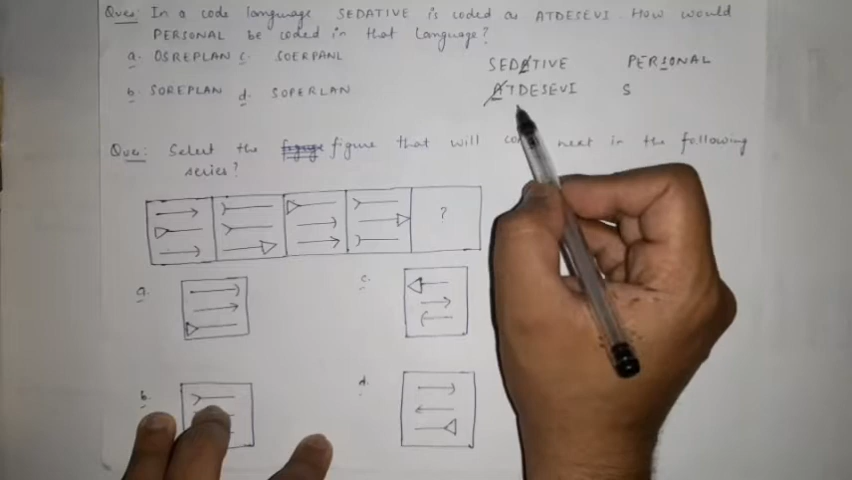 Ques: In a code language SEDATIVE is coded as ATDESEVI. How would
PERSONAL be coded in that language?
a. OSREPLAN c. SOERPANL
b. SOREPLAN d. SOPERLAN
SEDATIVE PERSONAL
ATDESEVI S
Ques: Select the figure that will next in the following
series?
?
a. c.
b. d.